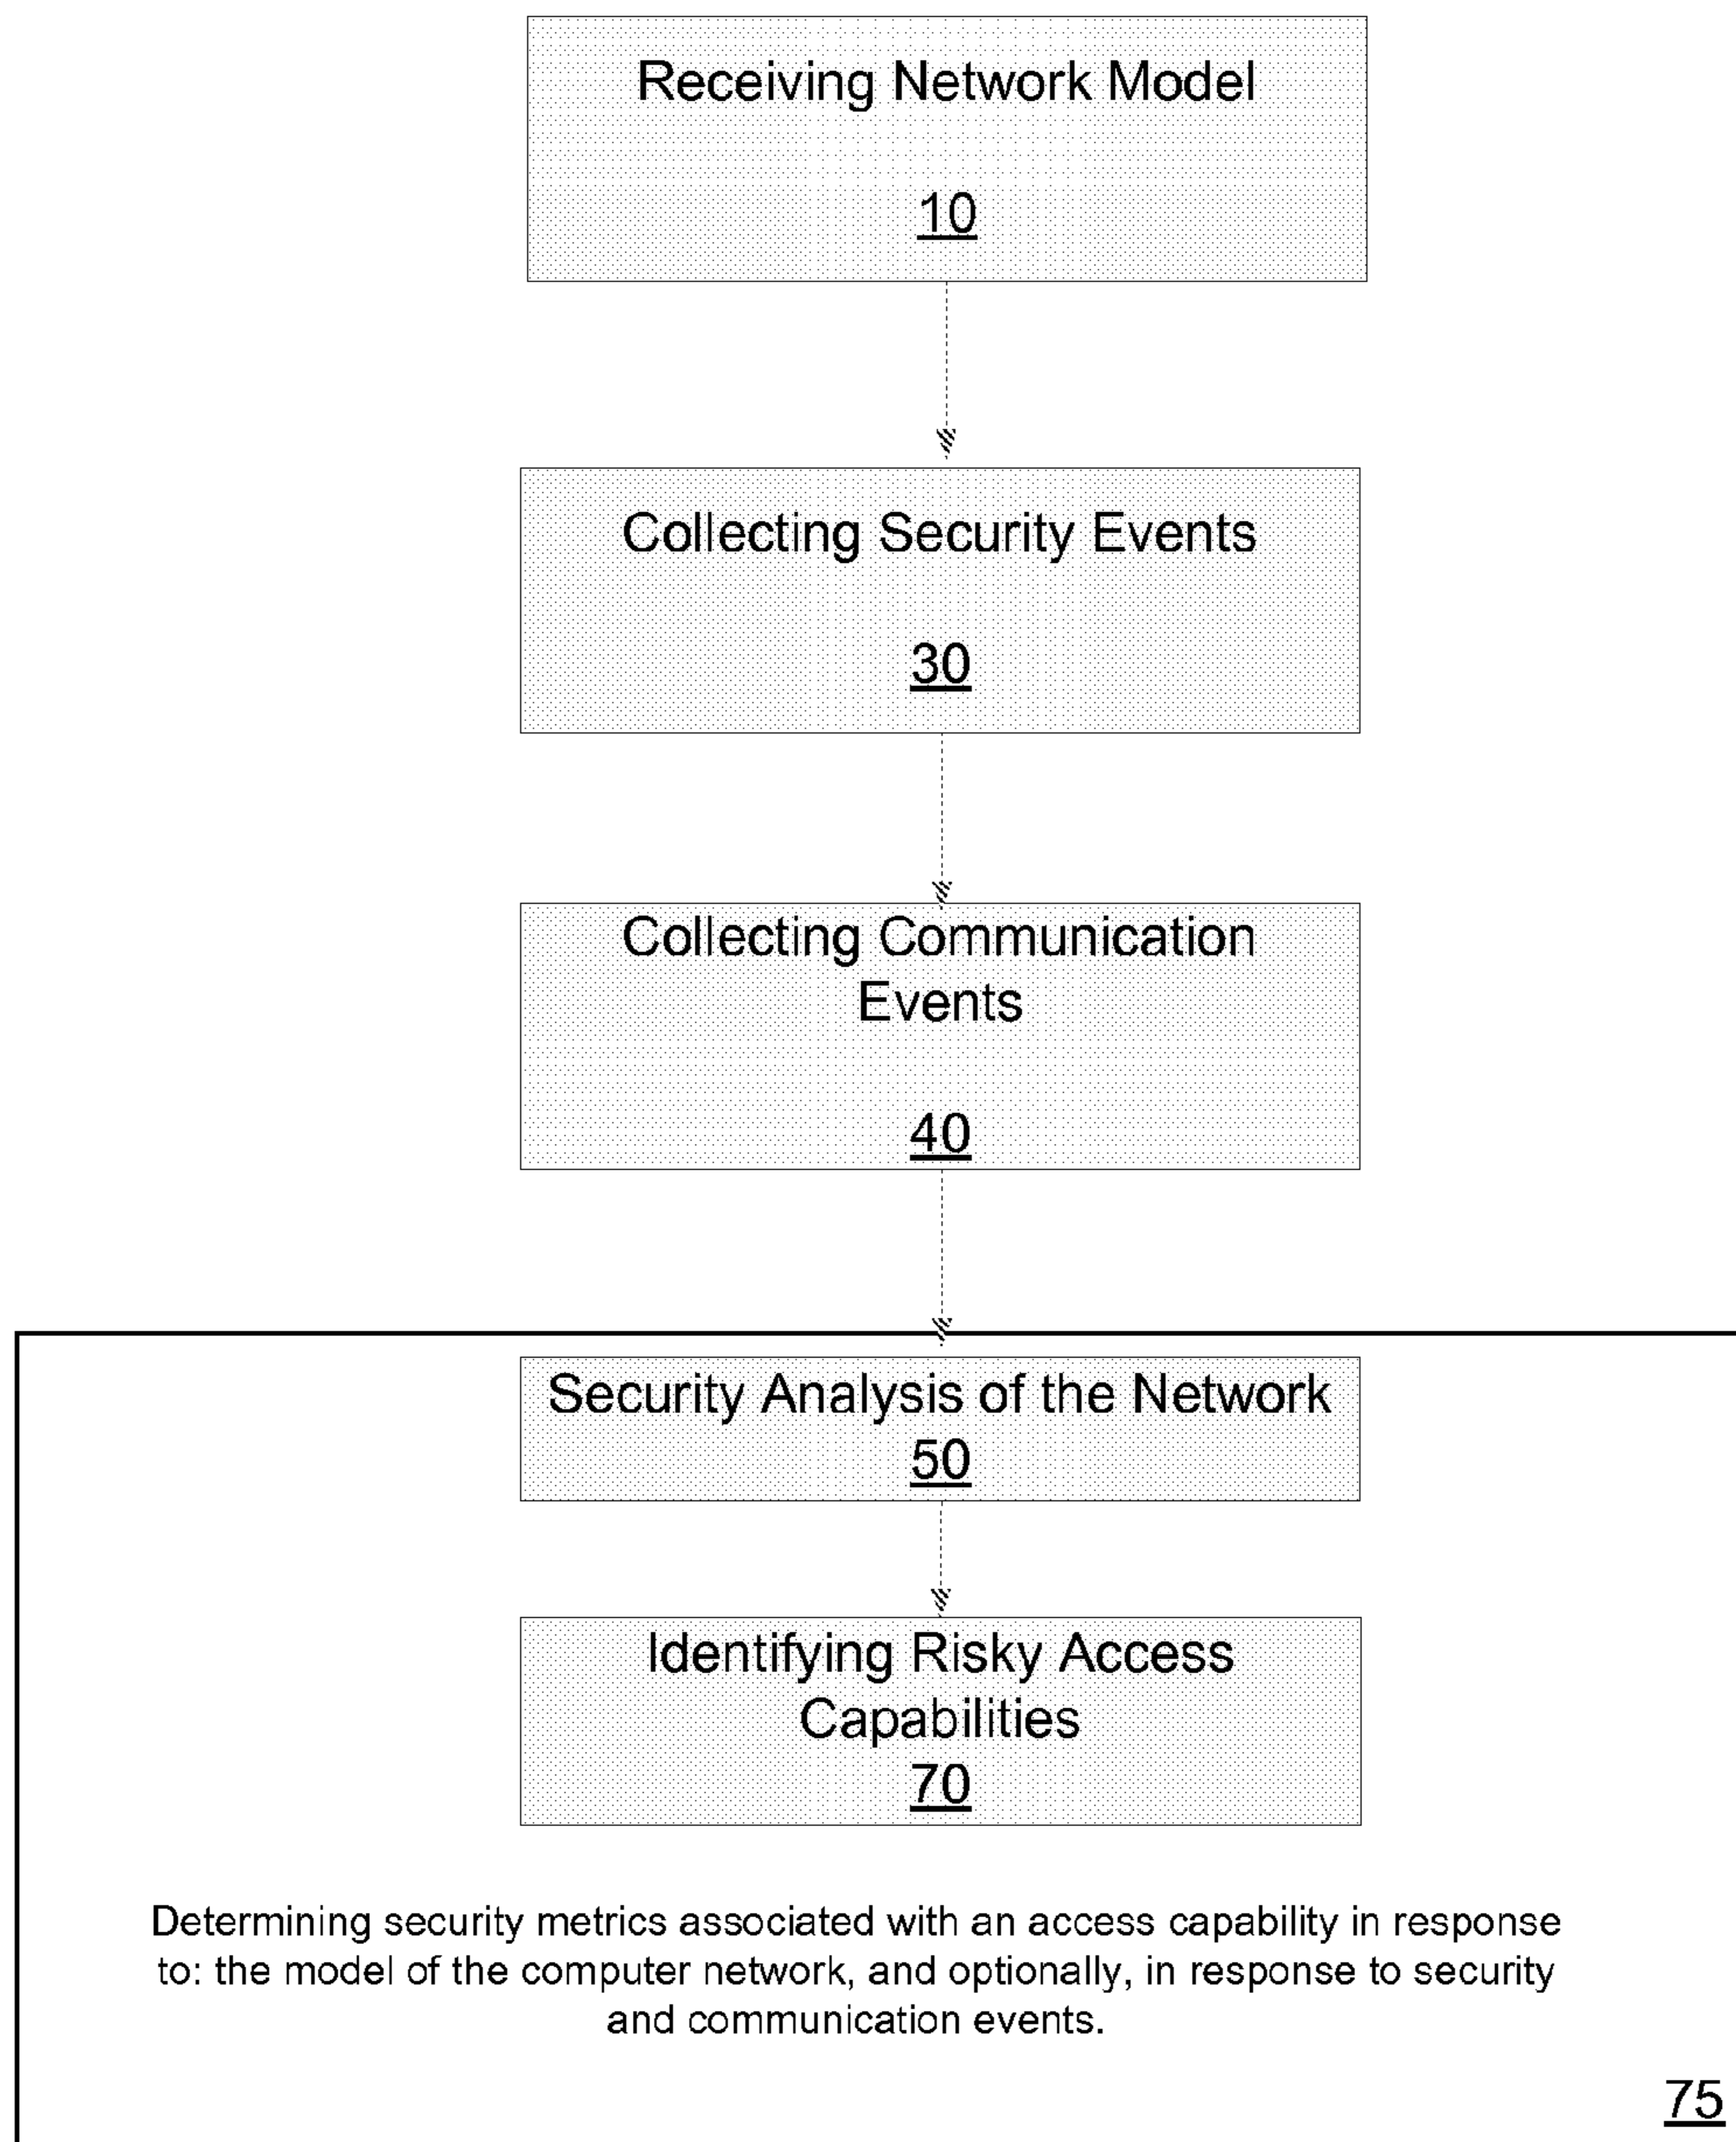 Receiving Network Model
10
Collecting Security Events
30
Collecting Communication
Events
40
Security Analysis of the Network
50
Identifying Risky Access
Capabilities
70
Determining security metrics associated with an access capability in response
to: the model of the computer network, and optionally, in response to security
and communication events.
75